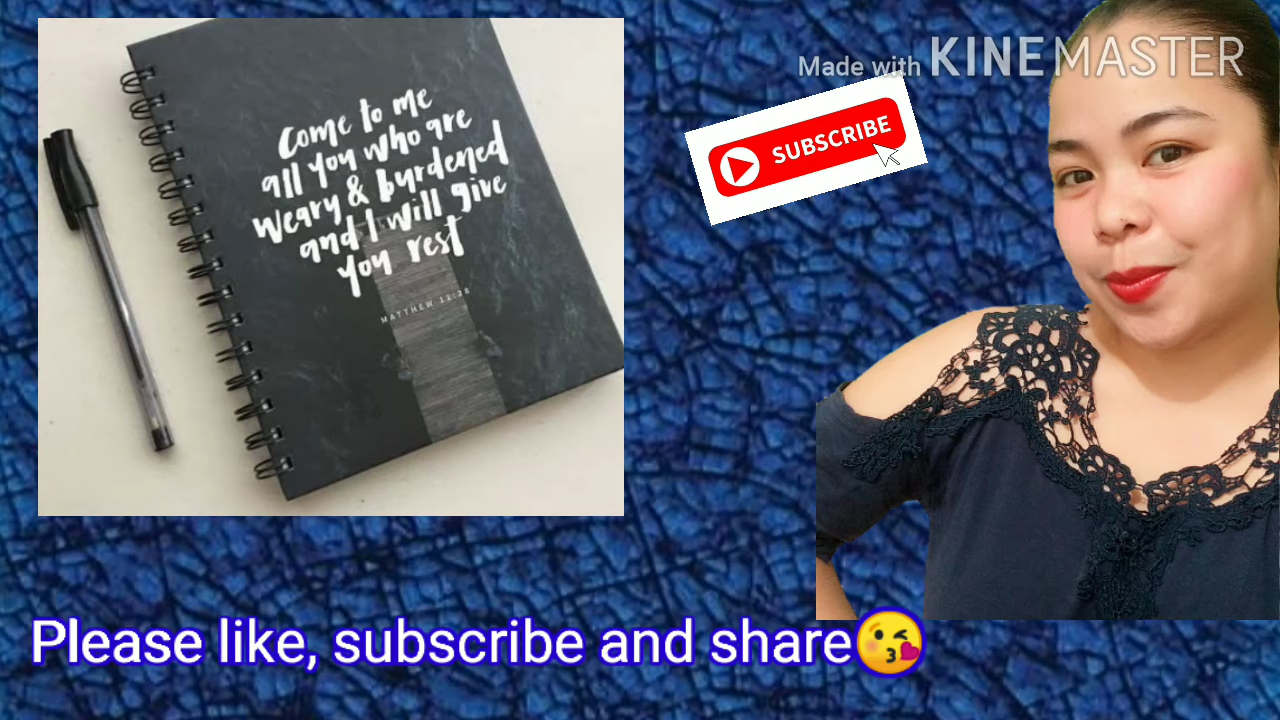 Made with KINEMASTER
SUBSCRIBE
Come to me
all you who are
weary & burdened
and I will give
you rest
MATTHEW 11:28
Please like, subscribe and share😘